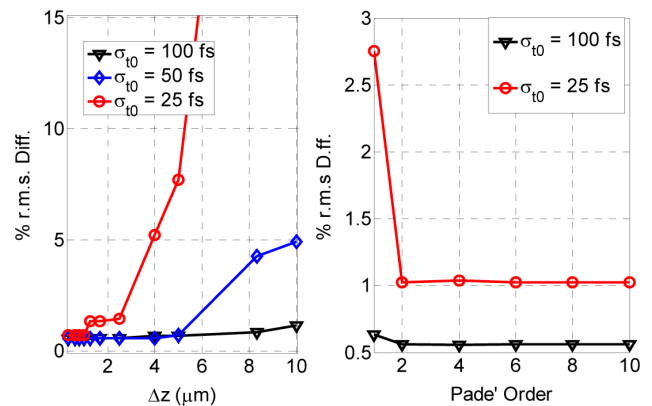 σt0 = 100 fs
σt0 = 50 fs
σt0 = 25 fs
% r.m.s. Diff.
15
10
5
0
2 4 6 8 10
Δz (μm)
σt0 = 100 fs
σt0 = 25 fs
% r.m.s D.ff.
3
2.5
2
1.5
1
0.5
2 4 6 8 10
Pade' Order